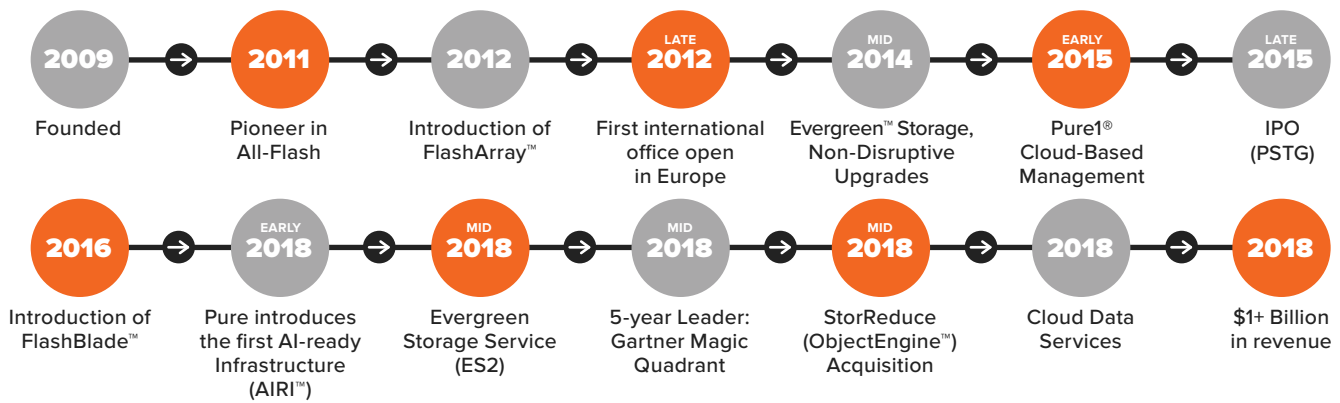 2009
Founded
2011
Pioneer in
All-Flash
2012
Introduction of
FlashArray™
LATE
2012
First international
office open
in Europe
MID
2014
Evergreen™ Storage,
Non-Disruptive
Upgrades
EARLY
2015
Pure1®
Cloud-Based
Management
LATE
2015
IPO
(PSTG)
2016
Introduction of
FlashBlade™
EARLY
2018
Pure introduces
the first AI-ready
Infrastructure
(AIRI™)
MID
2018
Evergreen
Storage Service
(ES2)
MID
2018
5-year Leader:
Gartner Magic
Quadrant
MID
2018
StorReduce
(ObjectEngine™)
Acquisition
2018
Cloud Data
Services
2018
$1+ Billion
in revenue